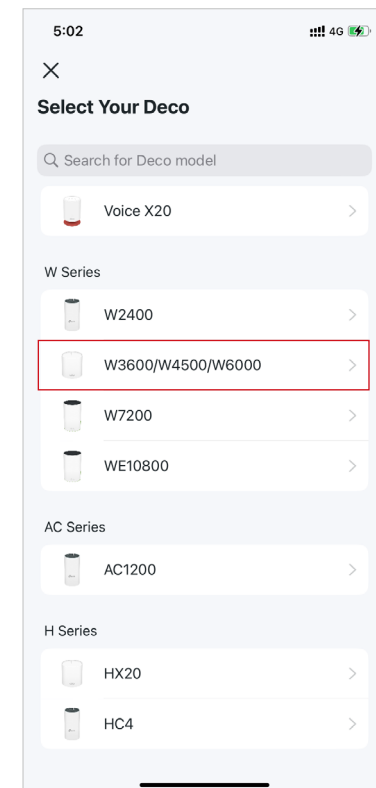 5:02
4G
Select Your Deco
Search for Deco model
Voice X20
W Series
W2400
W3600/W4500/W6000
W7200
WE10800
AC Series
AC1200
H Series
HX20
HC4